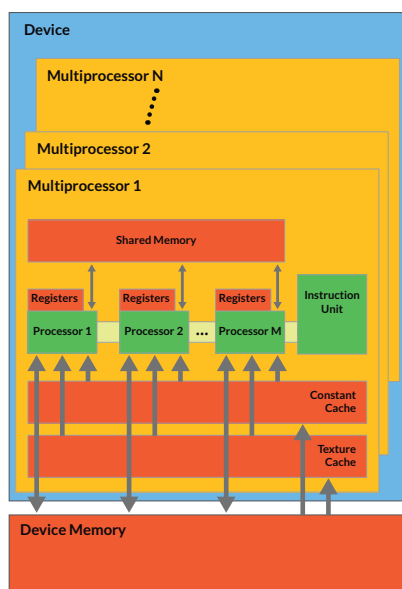 Device
Multiprocessor N
Multiprocessor 2
Multiprocessor 1
Shared Memory
Registers
Registers
Registers
Instruction
Unit
Processor 1
Processor 2
...
Processor M
Constant
Cache
Texture
Cache
Device Memory